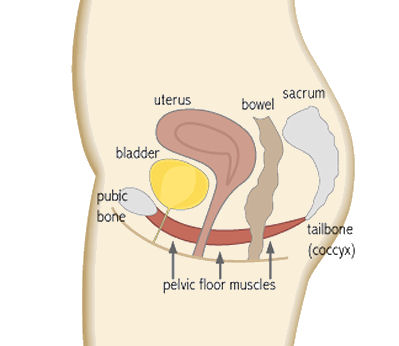 sacrum
uterus
bowel
bladder
pubic
bone
tailbone
(coccyx)
pelvic floor muscles